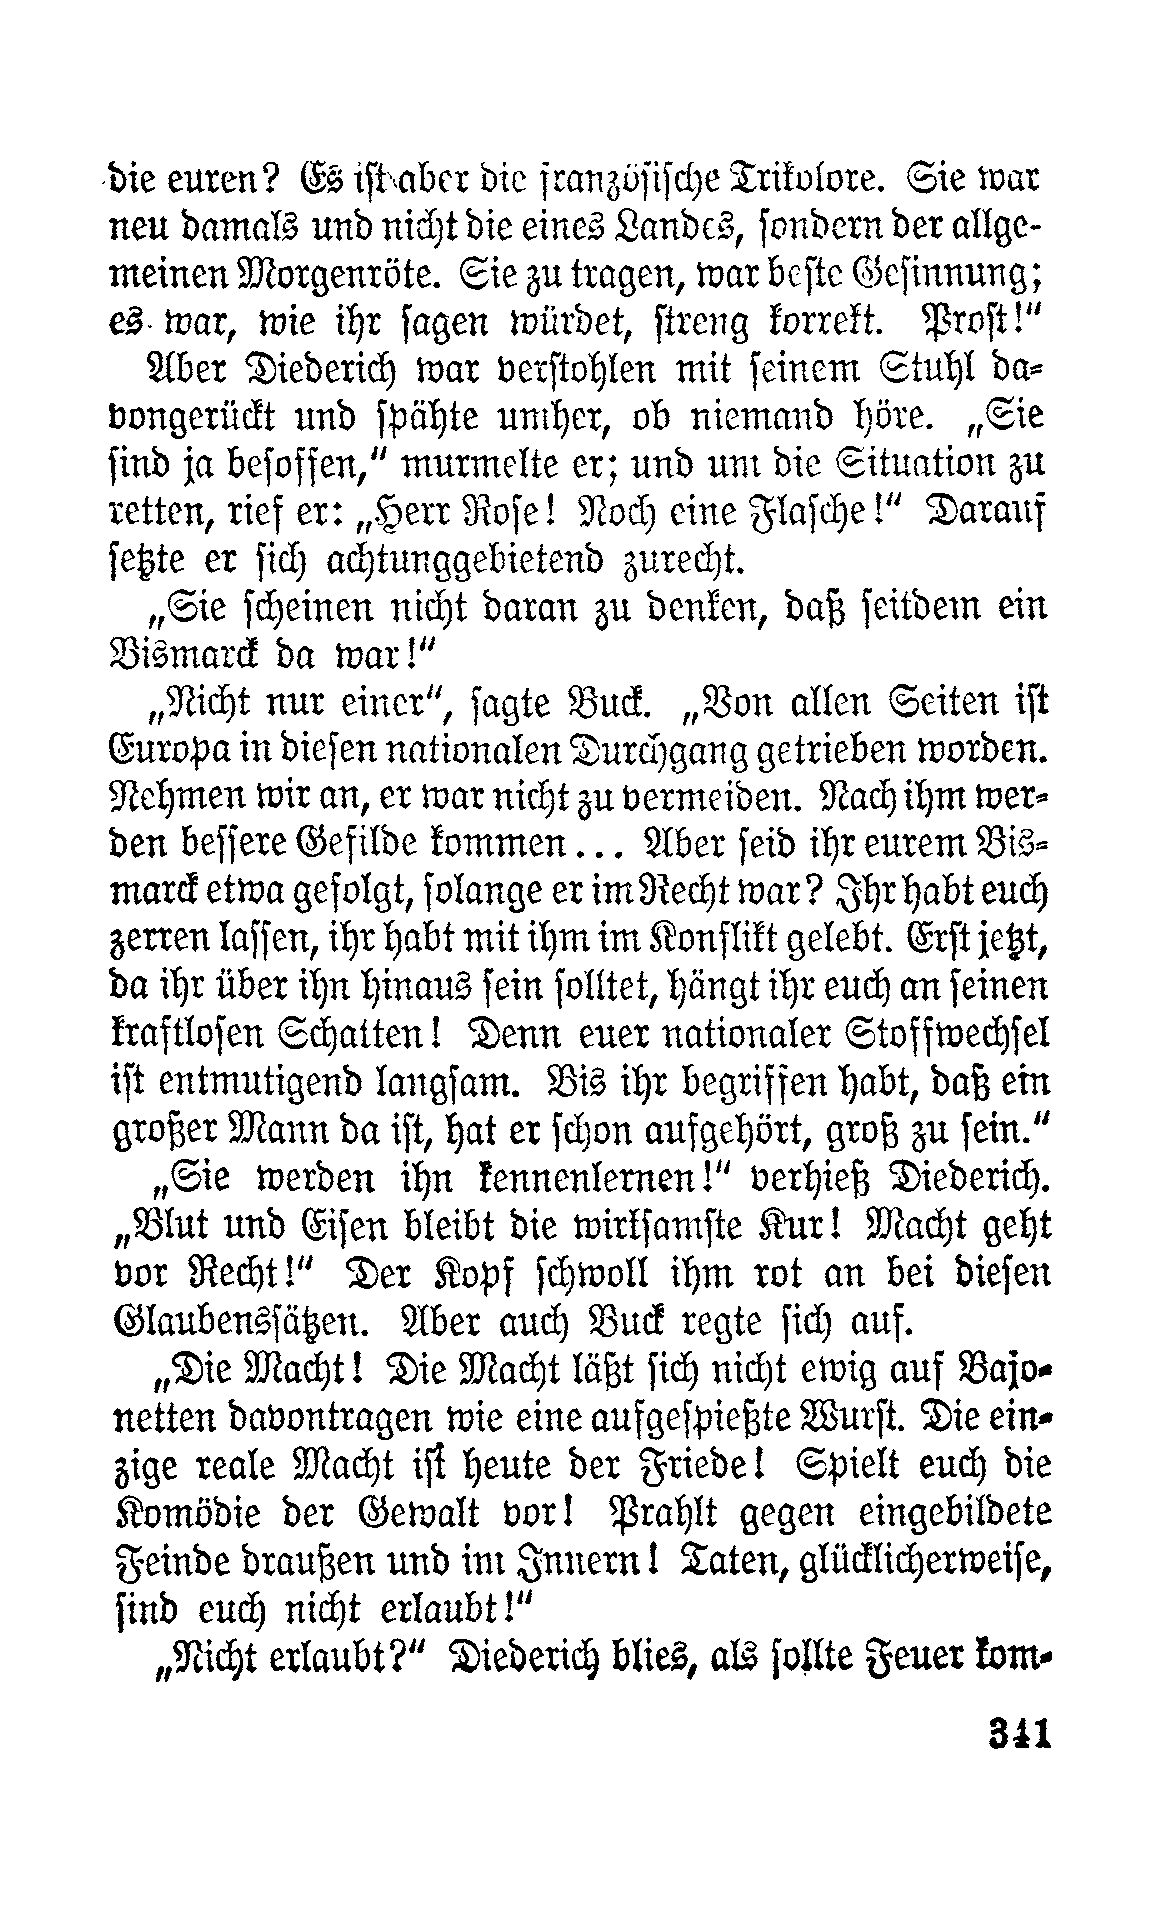 die euren? Es ist aber die französische Trikolore. Sie war
neu damals und nicht die eines Landes, sondern der allge-
meinen Morgenröte. Sie zu tragen, war beste Gesinnung;
es war, wie ihr sagen würdet, streng korrekt. Prost!“
Aber Diederich war verstohlen mit seinem Stuhl da-
vongerückt und spähte umher, ob niemand höre. „Sie
sind ja besoffen,“ murmelte er; und um die Situation zu
retten, rief er: „Herr Rose! Noch eine Flasche!“ Darauf
setzte er sich achtunggebietend zurecht.
„Sie scheinen nicht daran zu denken, daß seitdem ein
Bismarck da war!“
„Nicht nur einer“, sagte Buck. „Von allen Seiten ist
Europa in diesen nationalen Durchgang getrieben worden.
Nehmen wir an, er war nicht zu vermeiden. Nach ihm wer-
den bessere Gefilde kommen... Aber seid ihr eurem Bis-
marck etwa gefolgt, solange er im Recht war? Ihr habt euch
zerren lassen, ihr habt mit ihm im Konflikt gelebt. Erst jetzt,
da ihr über ihn hinaus sein solltet, hängt ihr euch an seinen
kraftlosen Schatten! Denn euer nationaler Stoffwechsel
ist entmutigend langsam. Bis ihr begriffen habt, daß ein
großer Mann da ist, hat er schon aufgehört, groß zu sein.“
„Sie werden ihn kennenlernen!“ verhieß Diederich.
„Blut und Eisen bleibt die wirksamste Kur! Macht geht
vor Recht!“ Der Kopf schwoll ihm rot an bei diesen
Glaubenssätzen. Aber auch Buck regte sich auf.
„Die Macht! Die Macht läßt sich nicht ewig auf Bajo-
netten davontragen wie eine aufgespießte Wurst. Die ein-
zige reale Macht ist heute der Friede! Spielt euch die
Komödie der Gewalt vor! Prahlt gegen eingebildete
Feinde draußen und im Innern! Taten, glücklicherweise,
sind euch nicht erlaubt!“
„Nicht erlaubt?“ Diederich blies, als sollte Feuer kom-
341